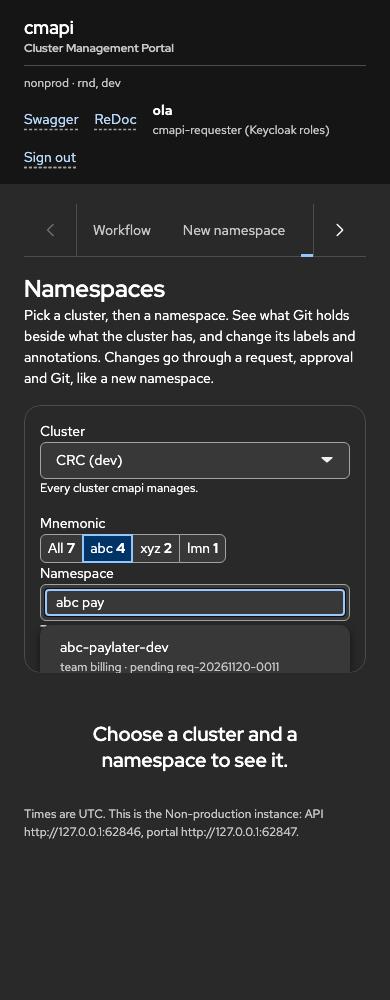 cmapi
Cluster Management Portal
nonprod · rnd, dev
Swagger
ReDoc
ola
cmapi-requester (Keycloak roles)
Sign out
Workflow
New namespace
Namespaces
Pick a cluster, then a namespace. See what Git holds
beside what the cluster has, and change its labels and
annotations. Changes go through a request, approval
and Git, like a new namespace.
Cluster
CRC (dev)
Every cluster cmapi manages.
Mnemonic
All 7
abc 4
xyz 2
lmn 1
Namespace
abc pay
abc-paylater-dev
team billing · pending req-20261120-0011
Choose a cluster and a
namespace to see it.
Times are UTC. This is the Non-production instance: API
http://127.0.0.1:62846, portal http://127.0.0.1:62847.